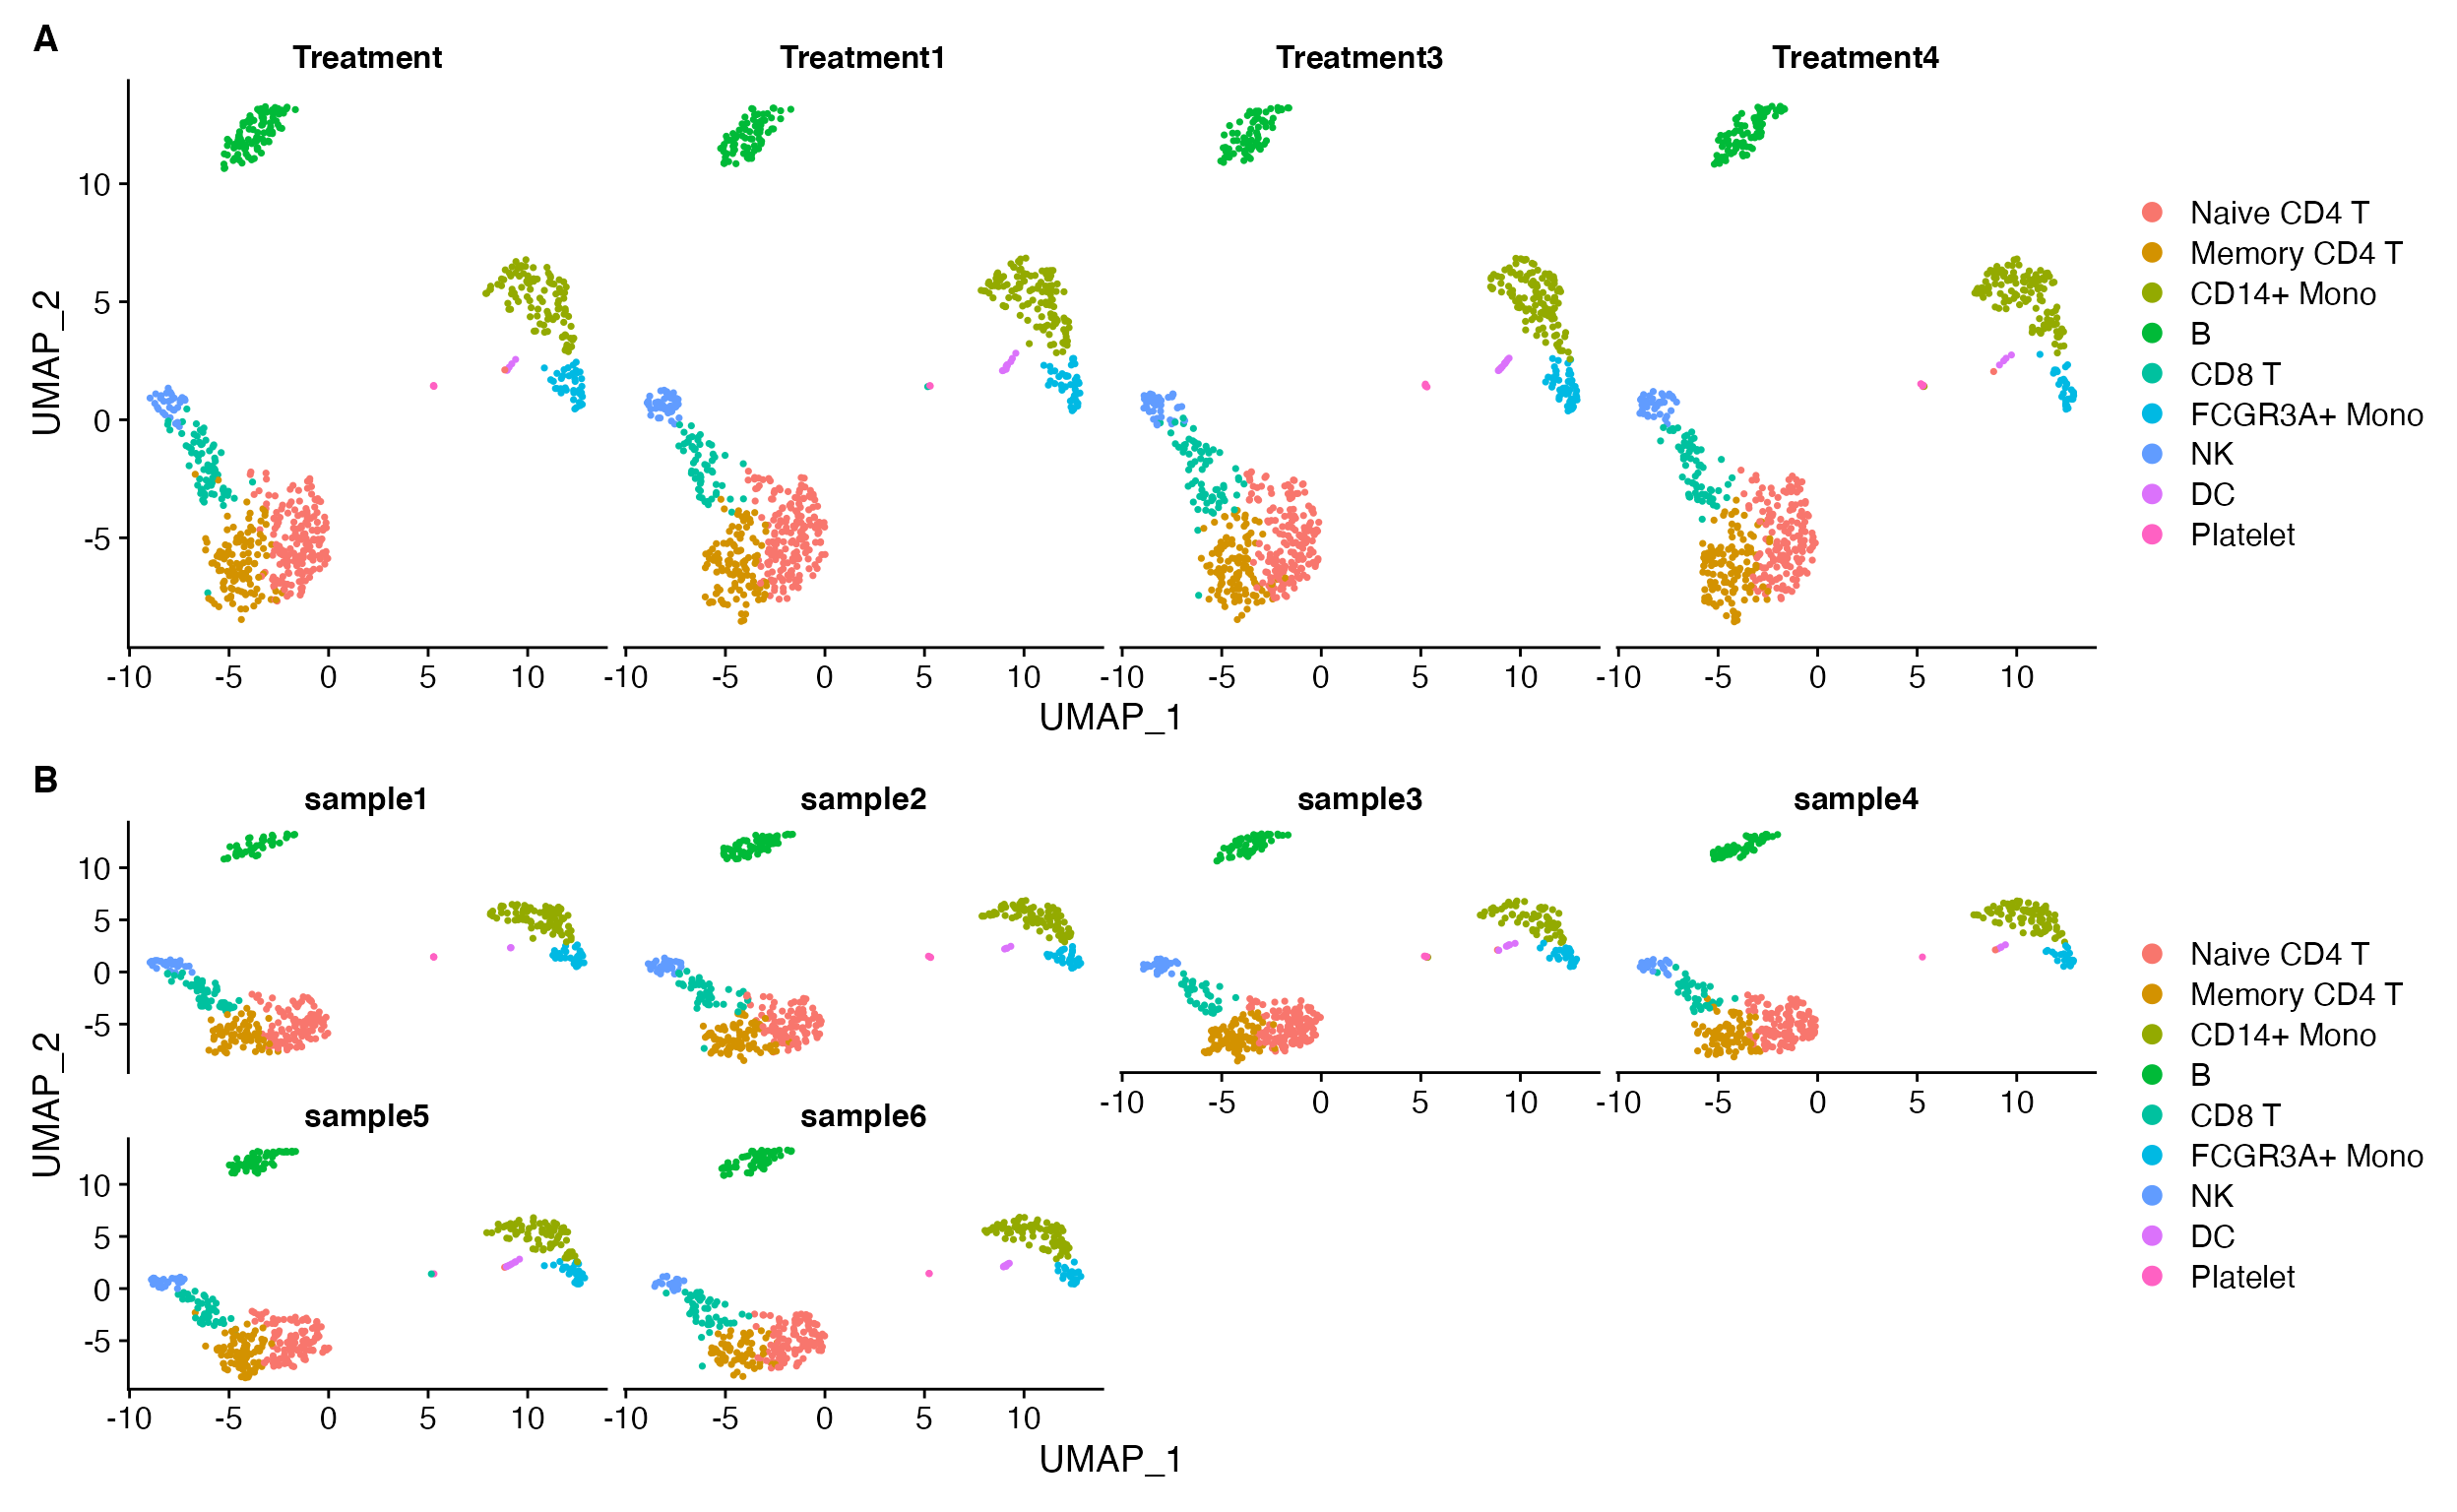 A
Treatment Treatment1 Treatment3 Treatment4
10
5
0
-5
UMAP_2
-10 -5 0 5 10 -10 -5 0 5 10 -10 -5 0 5 10 -10 -5 0 5 10
UMAP_1
Naive CD4 T
Memory CD4 T
CD14+ Mono
B
CD8 T
FCGR3A+ Mono
NK
DC
Platelet
B
sample1 sample2 sample3 sample4
10
5
0
-5
-10 -5 0 5 10 -10 -5 0 5 10
UMAP_2
sample5 sample6
10
5
0
-5
-10 -5 0 5 10 -10 -5 0 5 10
UMAP_1
Naive CD4 T
Memory CD4 T
CD14+ Mono
B
CD8 T
FCGR3A+ Mono
NK
DC
Platelet